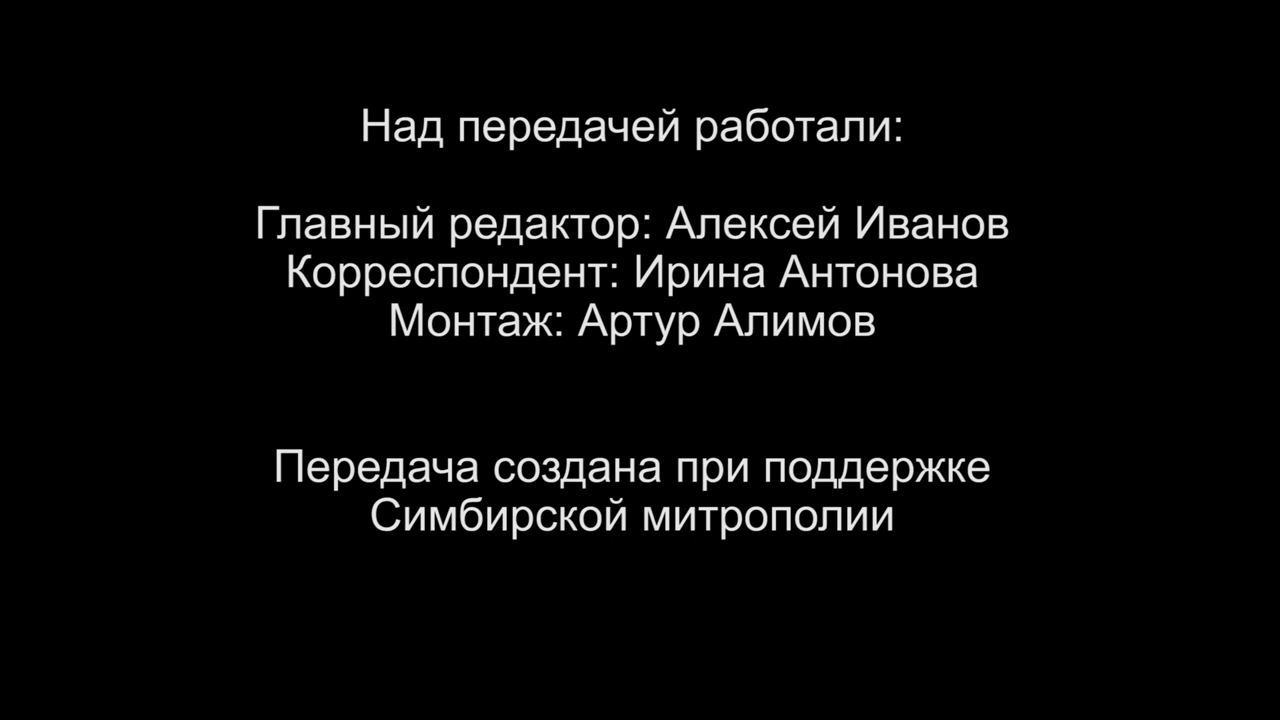 Над передачей работали:
Главный редактор: Алексей Иванов
Корреспондент: Ирина Антонова
Монтаж: Артур Алимов
Передача создана при поддержке
Симбирской митрополии